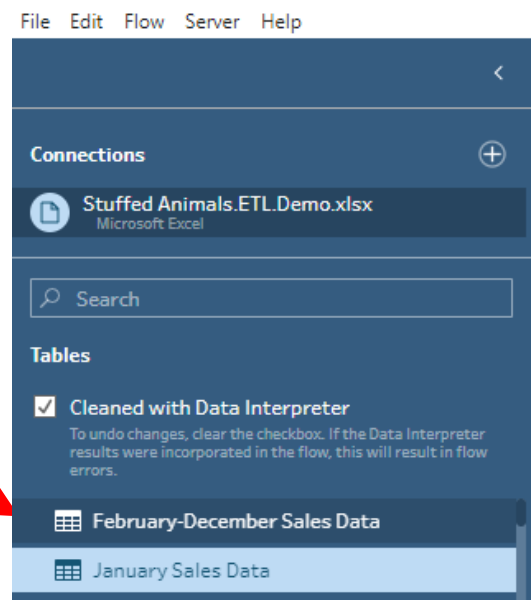 File Edit Flow Server Help
Connections
Stuffed Animals.ETL.Demo.xlsx
Microsoft Excel
Search
Tables
Cleaned with Data Interpreter
To undo changes, clear the checkbox. If the Data Interpreter
results were incorporated in the flow, this will result in flow
errors.
February-December Sales Data
January Sales Data